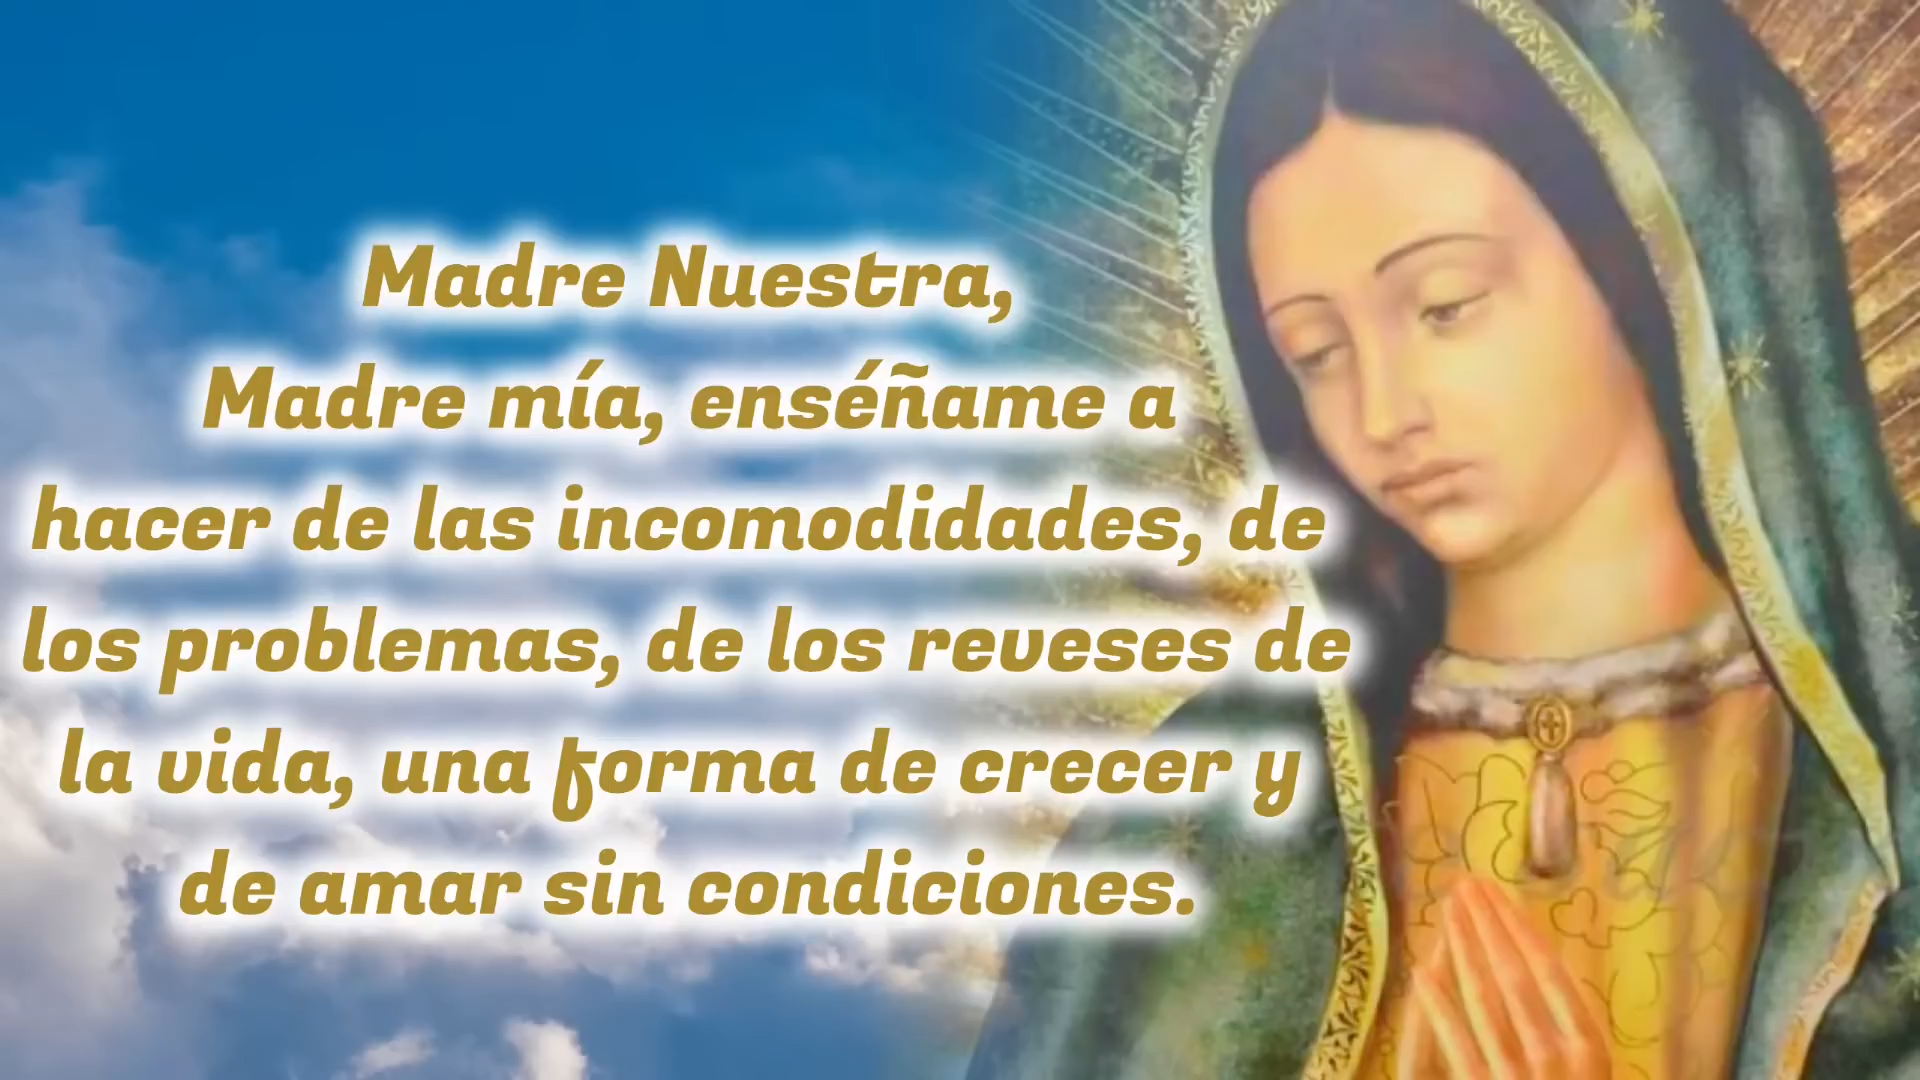 Madre Nuestra,
Madre mía, enséñame a
hacer de las incomodidades, de
los problemas, de los reveses de
la vida, una forma de crecer y
de amar sin condiciones.